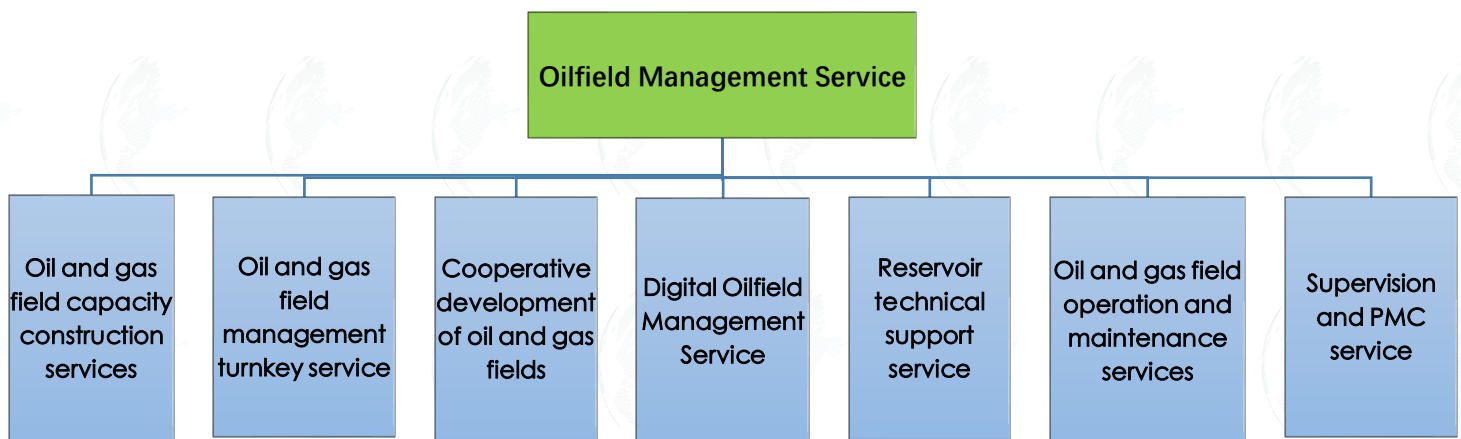 Oilfield Management Service
Oil and gas
field capacity
construction
services
Oil and gas
field
management
turnkey service
Cooperative
development
of oil and gas
fields
Digital Oilfield
Management
Service
Reservoir
technical
support
service
Oil and gas field
operation and
maintenance
services
Supervision
and PMC
service